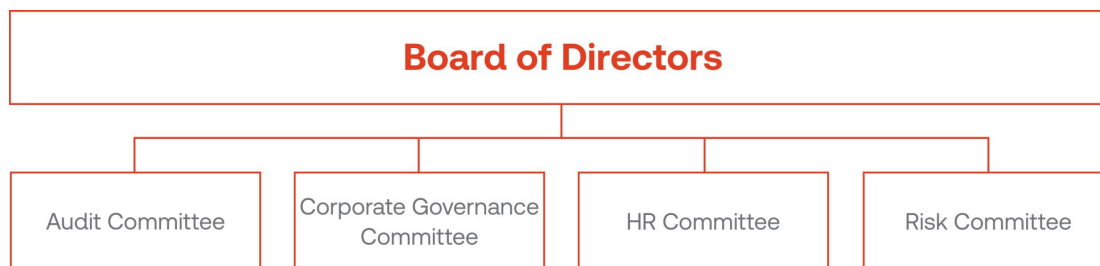 Board of Directors
Audit Committee
Corporate Governance
Committee
HR Committee
Risk Committee